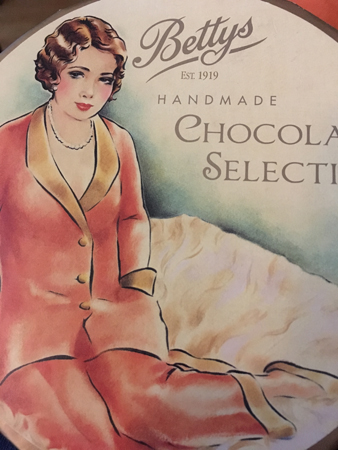 Bettys
EST. 1919
HANDMADE
CHOCOLA
SELECTI